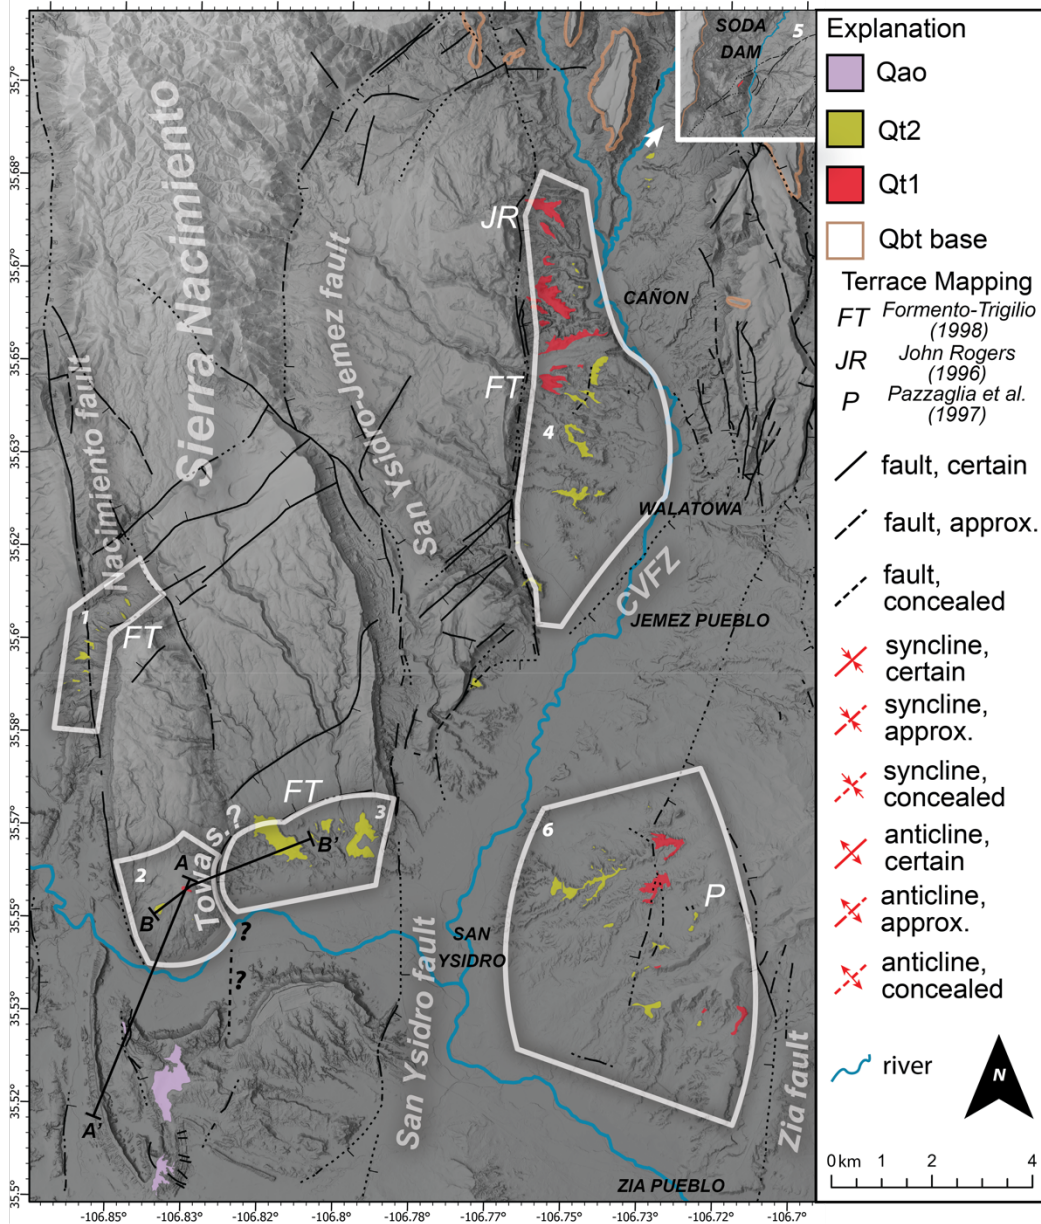 SODA
DAM
5
35.7°
35.68°
35.67°
35.65°
35.63°
35.62°
35.6°
35.58°
35.57°
35.55°
35.53°
35.52°
35.5°
Sierra Nacimiento
Nacimiento fault
San Ysidro-Jemez fault
JR
CAÑON
FT
4
WALATOWA
CVFZ
JEMEZ PUEBLO
1
FT
FT
3
Towa s.?
2
A
B'
B
?
?
A'
6
P
SAN
YSIDRO
San Ysidro fault
Zia fault
ZIA PUEBLO
-106.85°
-106.83°
-106.82°
-106.8°
-106.78°
-106.77°
-106.75°
-106.73°
-106.72°
-106.7°
Explanation
Qao
Qt2
Qt1
Qbt base
Terrace Mapping
FT Formento-Trigilio
(1998)
JR John Rogers
(1996)
P Pazzaglia et al.
(1997)
fault, certain
fault, approx.
fault,
concealed
syncline,
certain
syncline,
approx.
syncline,
concealed
anticline,
certain
anticline,
approx.
anticline,
concealed
river
N
0 km 1 2 4